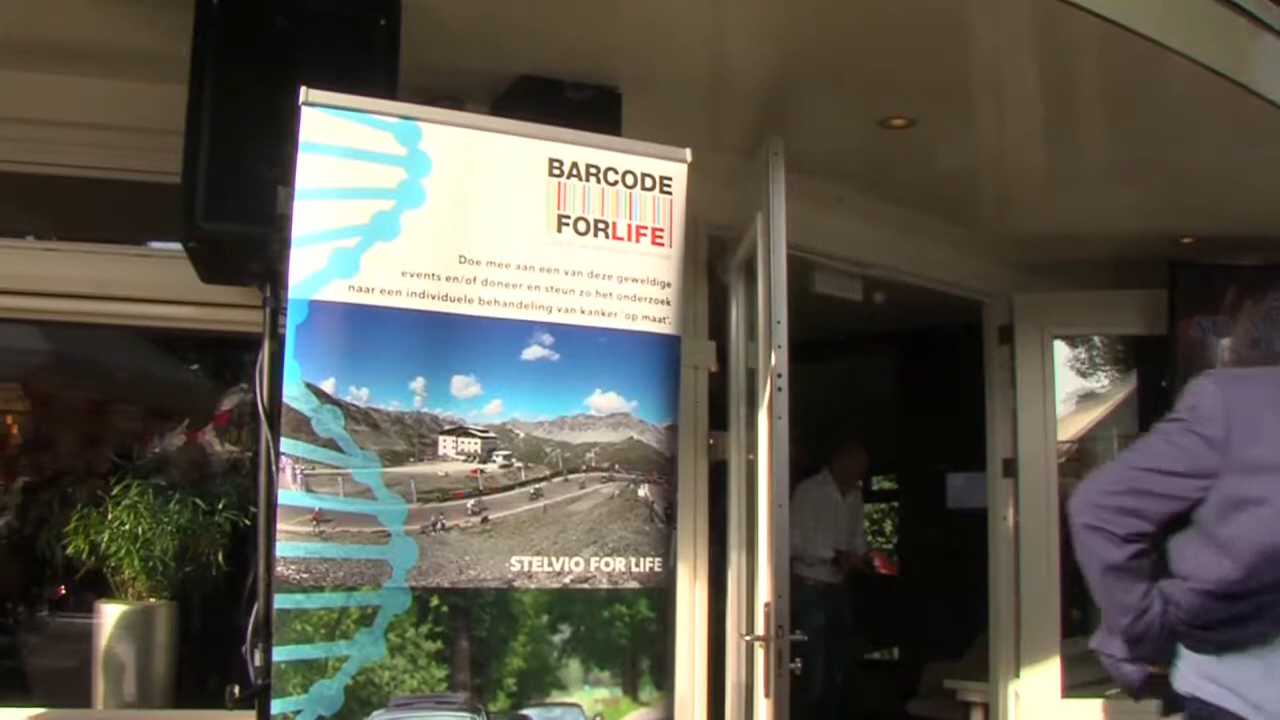 BARCODE
FORLIFE
Doe mee aan één van deze geweldige
events en/of doneer en steun zo het onderzoek
naar een individuele behandeling van kanker 'op maat'.
STELVIO FOR LIFE